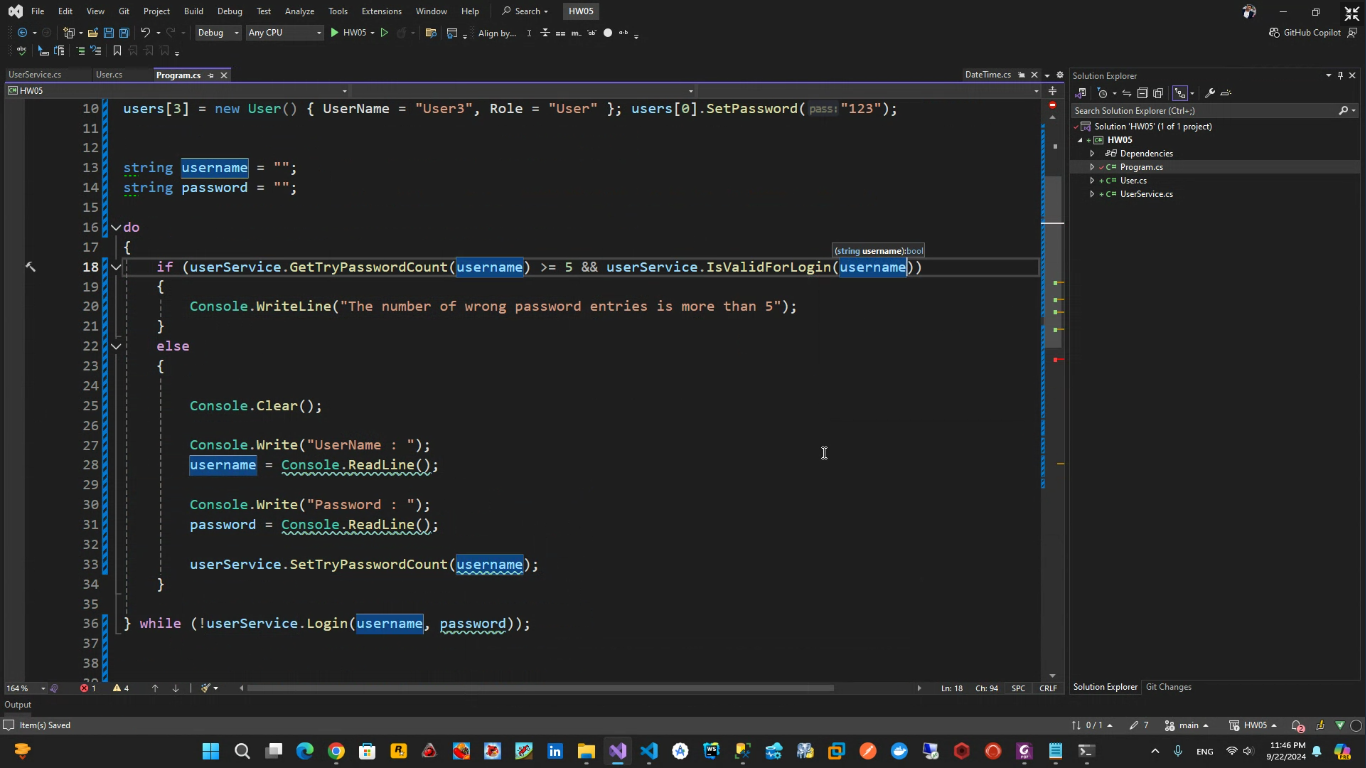 File Edit View Git Project Build Debug Test Analyze Tools Extensions Window Help Search HW05
Debug Any CPU HW05 Align by... GitHub Copilot
UserService.cs User.cs Program.cs DateTime.cs
HW05
10 users[3] = new User() { UserName = "User3", Role = "User" }; users[0].SetPassword(pass: "123");
11
12
13 string username = "";
14 string password = "";
15
16 do
17 {
(string username):bool
18 if (userService.GetTryPasswordCount(username) >= 5 && userService.IsValidForLogin(username))
19 {
20 Console.WriteLine("The number of wrong password entries is more than 5");
21 }
22 else
23 {
24
25 Console.Clear();
26
27 Console.Write("UserName : ");
28 username = Console.ReadLine();
29
30 Console.Write("Password : ");
31 password = Console.ReadLine();
32
33 userService.SetTryPasswordCount(username);
34 }
35
36 } while (!userService.Login(username, password));
37
38
164 % 1 4 Ln: 18 Ch: 94 SPC CRLF
Solution Explorer
Search Solution Explorer (Ctrl+;)
Solution 'HW05' (1 of 1 project)
HW05
Dependencies
C# Program.cs
C# User.cs
C# UserService.cs
Solution Explorer Git Changes
Output
Item(s) Saved 0 / 1 7 main HW05 2
ENG 11:46 PM
9/22/2024